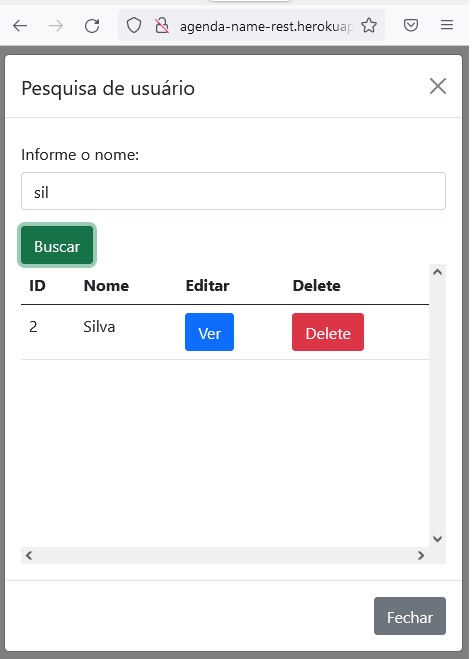 agenda-name-rest.herokuap
Pesquisa de usuário
Informe o nome:
sil
Buscar
ID Nome Editar Delete
2 Silva Ver Delete
Fechar